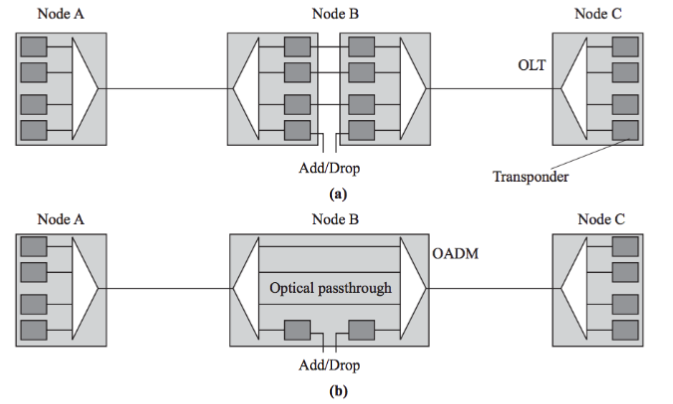 Node A
Node B
Node C
OLT
Add/Drop
Transponder
(a)
Node A
Node B
Node C
OADM
Optical passthrough
Add/Drop
(b)